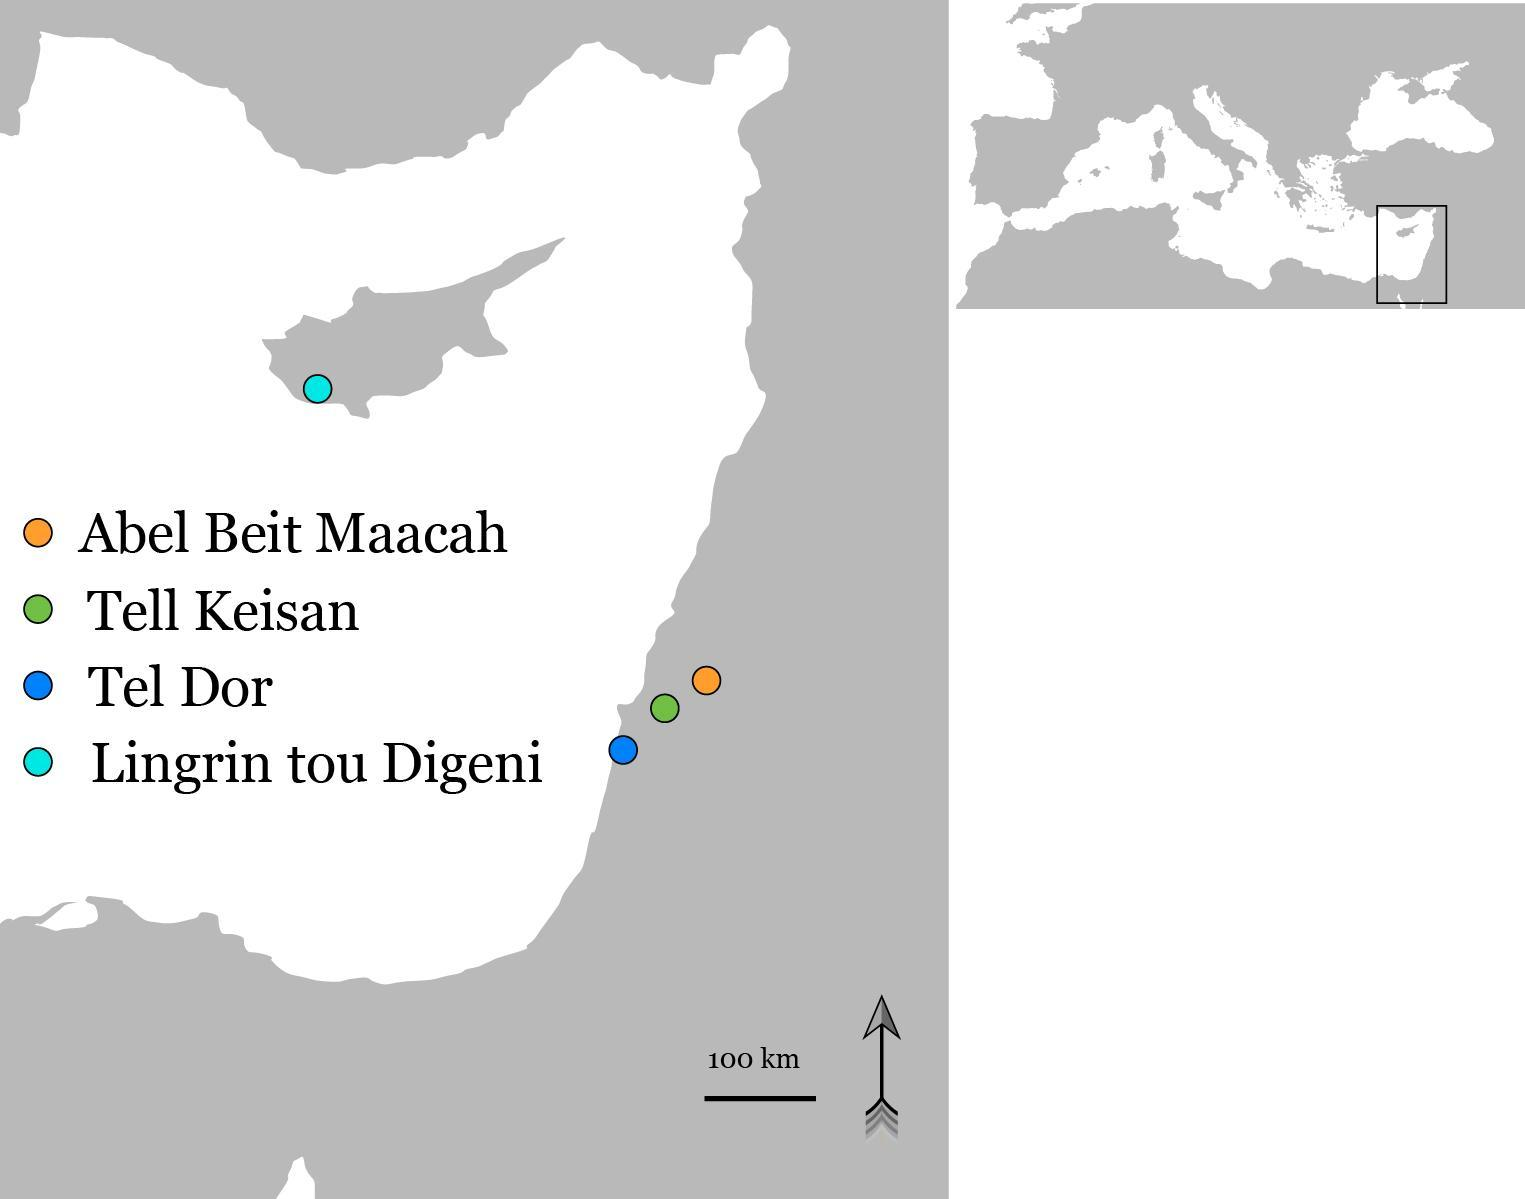 Abel Beit Maacah
Tell Keisan
Tel Dor
Lingrin tou Digeni
100 km